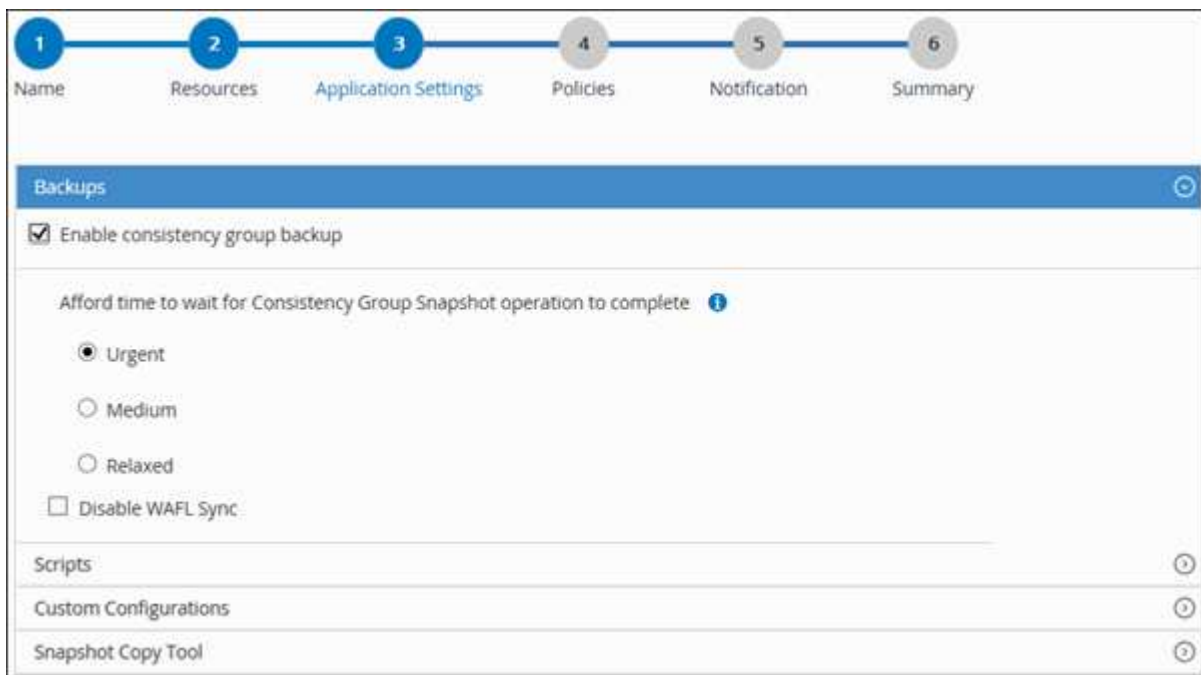 1 2 3 4 5 6
Name Resources Application Settings Policies Notification Summary
Backups
Enable consistency group backup
Afford time to wait for Consistency Group Snapshot operation to complete
Urgent
Medium
Relaxed
Disable WAFL Sync
Scripts
Custom Configurations
Snapshot Copy Tool